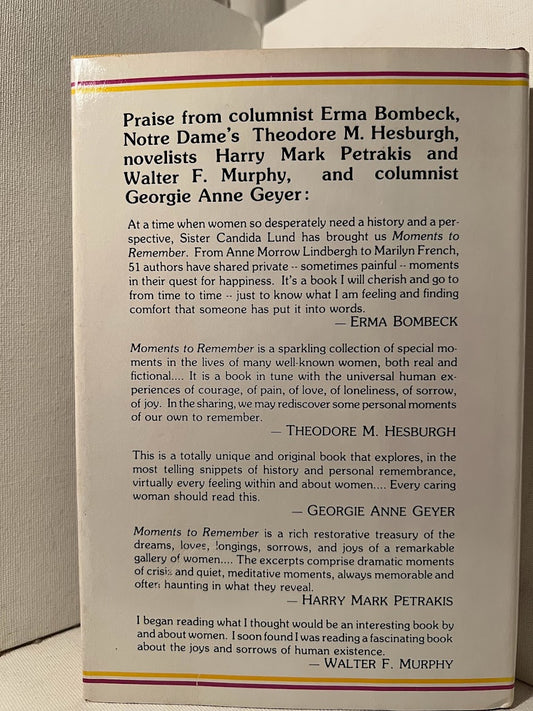 Praise from columnist Erma Bombeck,
Notre Dame's Theodore M. Hesburgh,
novelists Harry Mark Petrakis and
Walter F. Murphy, and columnist
Georgie Anne Geyer:
At a time when women so desperately need a history and a per-
spective, Sister Candida Lund has brought us Moments to
Remember. From Anne Morrow Lindbergh to Marilyn French,
51 authors have shared private -- sometimes painful -- moments
in their quest for happiness. It's a book I will cherish and go to
from time to time -- just to know what I am feeling and finding
comfort that someone has put it into words.
— ERMA BOMBECK
Moments to Remember is a sparkling collection of special mo-
ments in the lives of many well-known women, both real and
fictional.... It is a book in tune with the universal human ex-
periences of courage, of pain, of love, of loneliness, of sorrow,
of joy. In the sharing, we may rediscover some personal moments
of our own to remember.
— THEODORE M. HESBURGH
This is a totally unique and original book that explores, in the
most telling snippets of history and personal remembrance,
virtually every feeling within and about women.... Every caring
woman should read this.
— GEORGIE ANNE GEYER
Moments to Remember is a rich restorative treasury of the
dreams, loves, longings, sorrows, and joys of a remarkable
gallery of women.... The excerpts comprise dramatic moments
of crisis and quiet, meditative moments, always memorable and
often haunting in what they reveal.
— HARRY MARK PETRAKIS
I began reading what I thought would be an interesting book by
and about women. I soon found I was reading a fascinating book
about the joys and sorrows of human existence.
— WALTER F. MURPHY